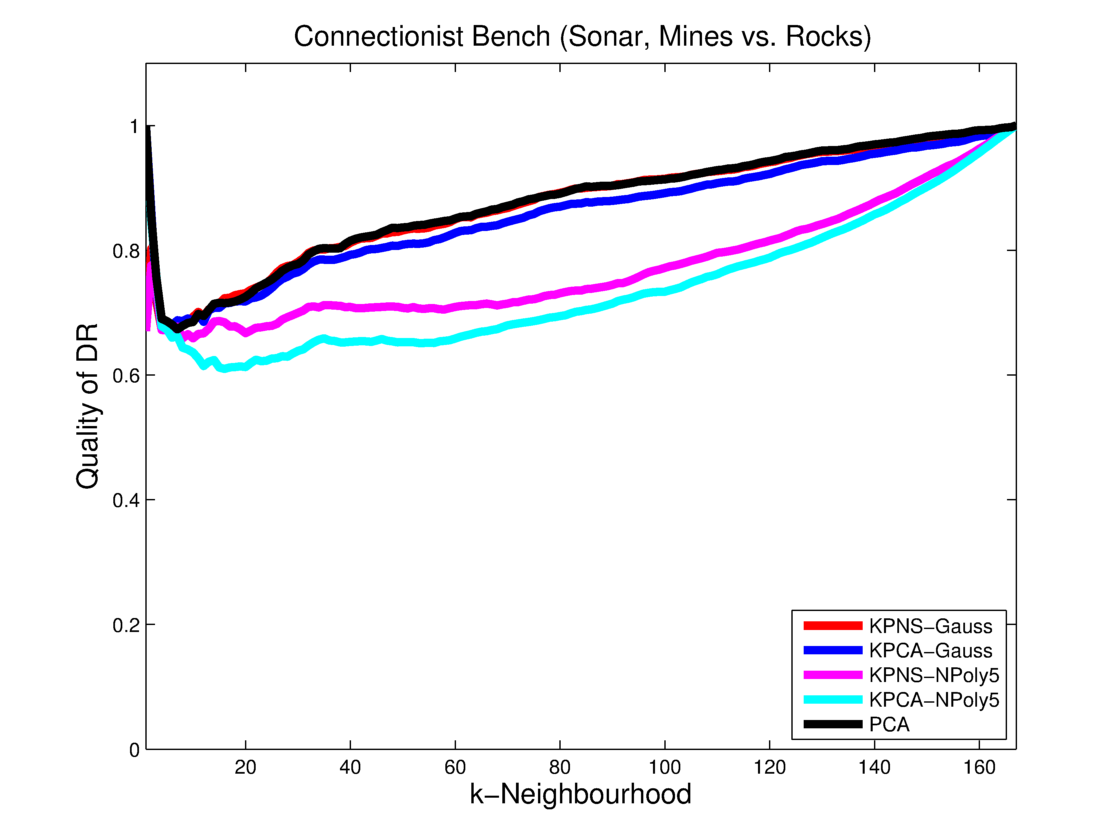 Connectionist Bench (Sonar, Mines vs. Rocks)
Quality of DR
1
0.8
0.6
0.4
0.2
0
20 40 60 80 100 120 140 160
k−Neighbourhood
KPNS−Gauss
KPCA−Gauss
KPNS−NPoly5
KPCA−NPoly5
PCA